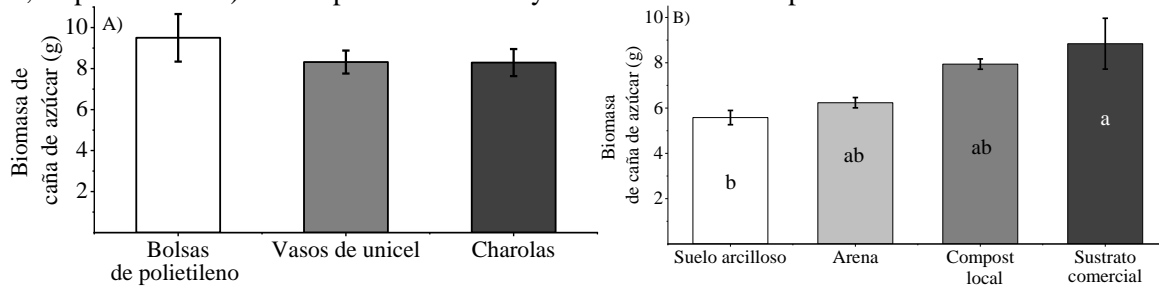 A)
Biomasa de
caña de azúcar (g)
10
8
6
4
2
Bolsas
de polietileno
Vasos de unicel
Charolas
B)
Biomasa
de caña de azúcar (g)
10
8
6
4
2
b
ab
ab
a
Suelo arcilloso
Arena
Compost
local
Sustrato
comercial